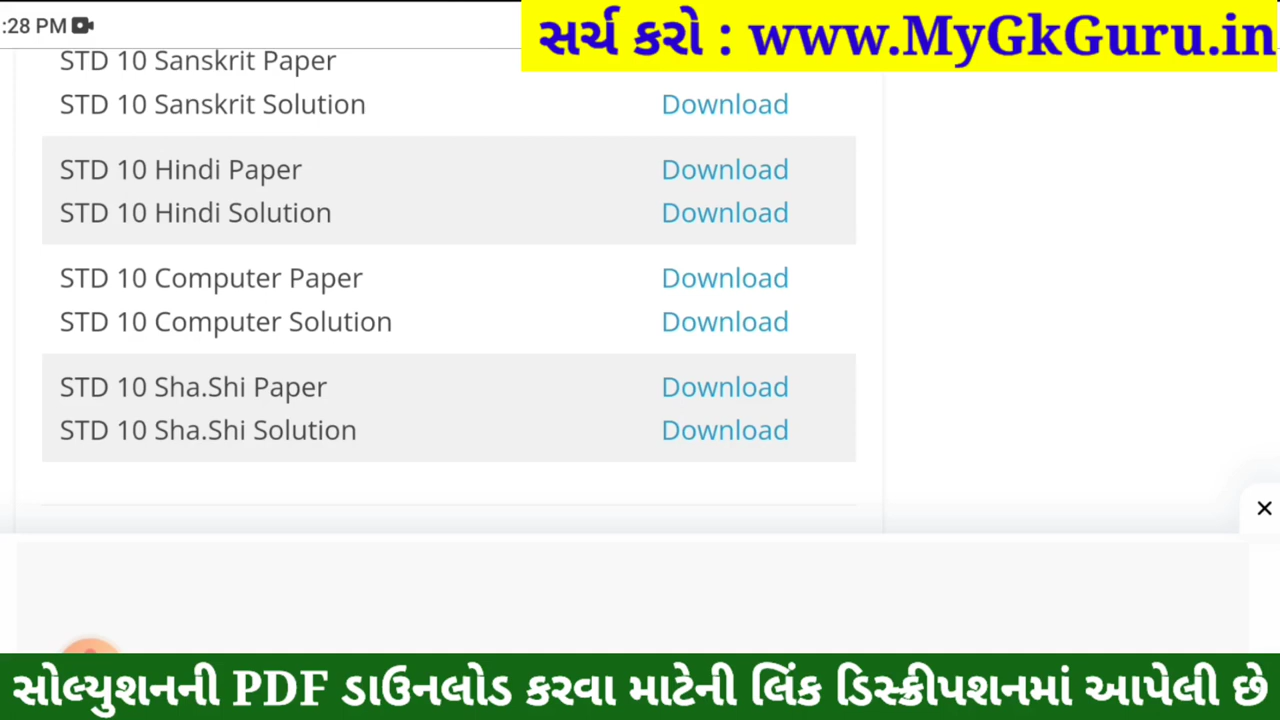 :28 PM
સર્ચ કરો : www.MyGkGuru.in
STD 10 Sanskrit Paper
STD 10 Sanskrit Solution Download
STD 10 Hindi Paper Download
STD 10 Hindi Solution Download
STD 10 Computer Paper Download
STD 10 Computer Solution Download
STD 10 Sha.Shi Paper Download
STD 10 Sha.Shi Solution Download
સોલ્યુશનની PDF ડાઉનલોડ કરવા માટેની લિંક ડિસ્ક્રીપશનમાં આપેલી છે